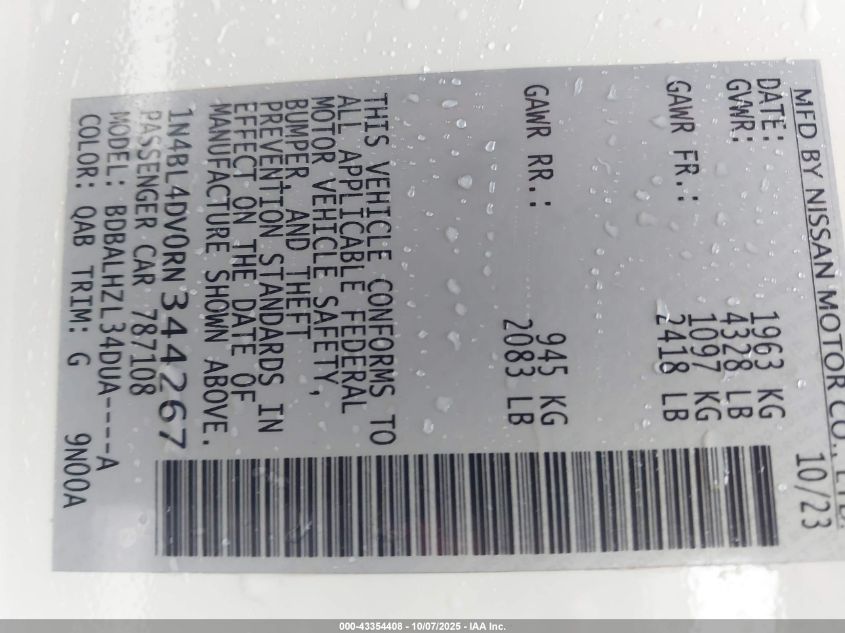 MFD BY NISSAN MOTOR CO., LTD.
DATE: 10/23
GVWR: 1963 KG
4328 LB
GAWR FR.: 1097 KG
2418 LB
GAWR RR.: 945 KG
2083 LB
THIS VEHICLE CONFORMS TO
ALL APPLICABLE FEDERAL
MOTOR VEHICLE SAFETY,
BUMPER, AND THEFT
PREVENTION STANDARDS IN
EFFECT ON THE DATE OF
MANUFACTURE SHOWN ABOVE.
1N4BL4DV0RN344267
PASSENGER CAR 787108
MODEL: BDBALHZL34DUA----A
COLOR: QAB TRIM: G 9N00A
000-43354408 - 10/07/2025 - IAA Inc.